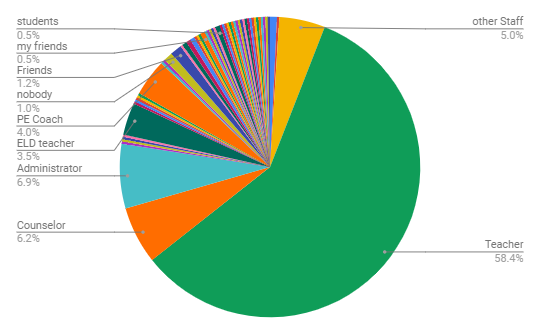 students
0.5%
my friends
0.5%
Friends
1.2%
nobody
1.0%
PE Coach
4.0%
ELD teacher
3.5%
Administrator
6.9%
Counselor
6.2%
other Staff
5.0%
Teacher
58.4%